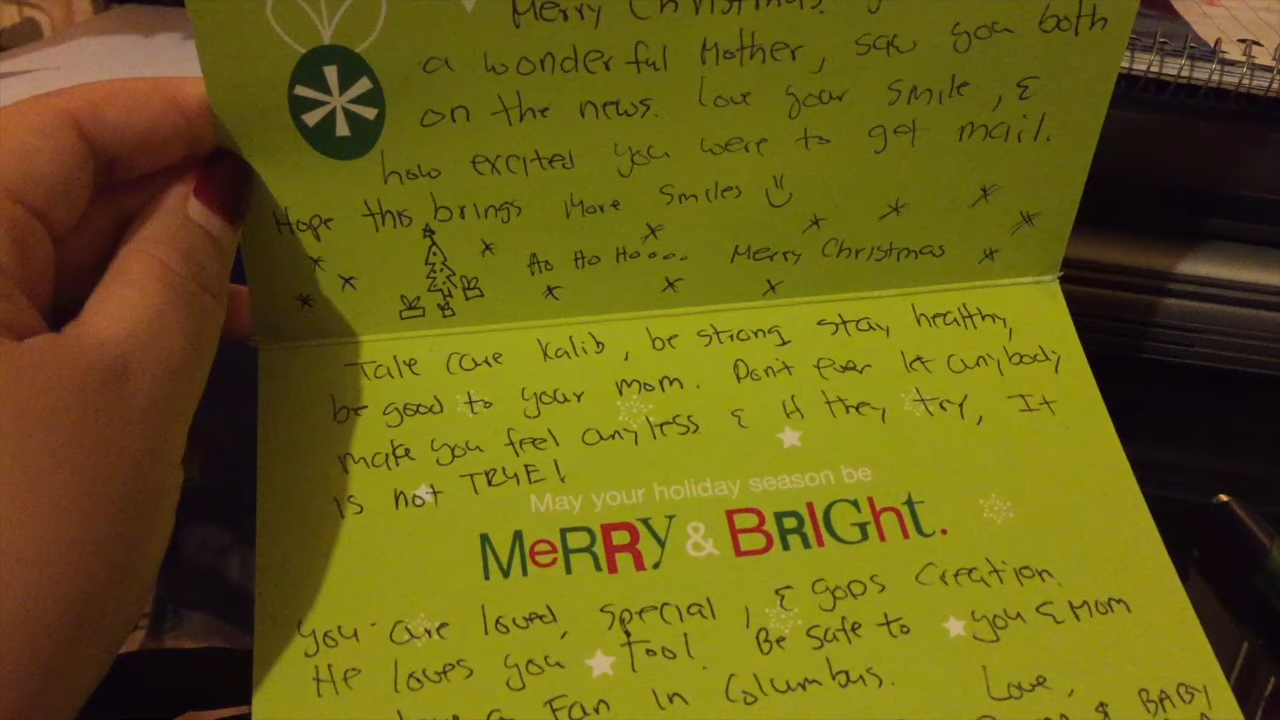 Merry Christmas!
a wonderful Mother, saw you both
on the news. Love your smile, &
how excited you were to get mail.
Hope this brings More Smiles
Ho Ho Hoooo Merry Christmas
Take care Kalib, be strong stay healthy,
be good to your mom. Don't ever let anybody
make you feel any less & if they try, It
is not TRUE!
May your holiday season be
MeRRy & BRIGht.
You are loved, special, & GODS Creation.
He loves you too! Be safe to you & Mom
a Fan in Columbus. Love,
& BABY